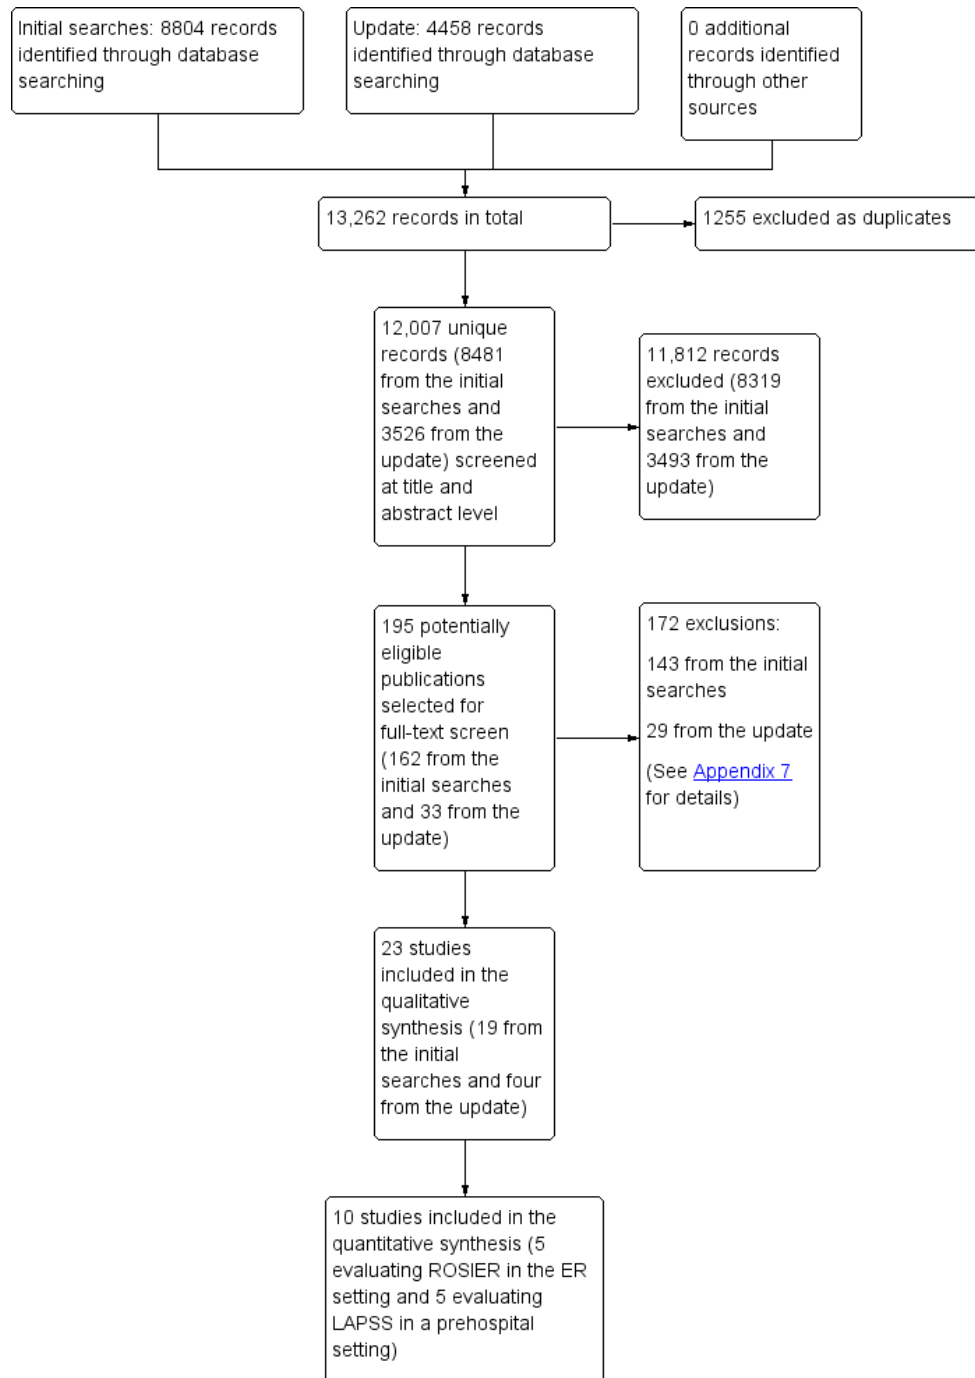 Initial searches: 8804 records
identified through database
searching
Update: 4458 records
identified through database
searching
0 additional
records identified
through other
sources
13,262 records in total
1255 excluded as duplicates
12,007 unique
records (8481
from the initial
searches and
3526 from the
update) screened
at title and
abstract level
11,812 records
excluded (8319
from the initial
searches and
3493 from the
update)
195 potentially
eligible
publications
selected for
full-text screen
(162 from the
initial searches
and 33 from the
update)
172 exclusions:
143 from the initial
searches
29 from the update
(See Appendix 7
for details)
23 studies
included in the
qualitative
synthesis (19 from
the initial
searches and four
from the update)
10 studies included in the
quantitative synthesis (5
evaluating ROSIER in the ER
setting and 5 evaluating
LAPSS in a prehospital
setting)